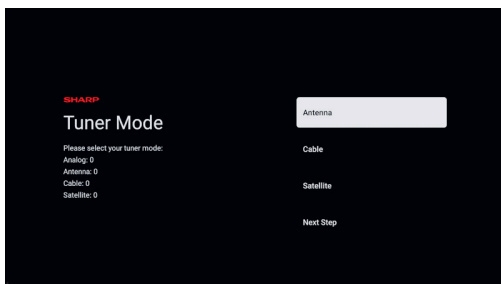 SHARP
Tuner Mode
Please select your tuner mode:
Analog: 0
Antenna: 0
Cable: 0
Satellite: 0
Antenna
Cable
Satellite
Next Step